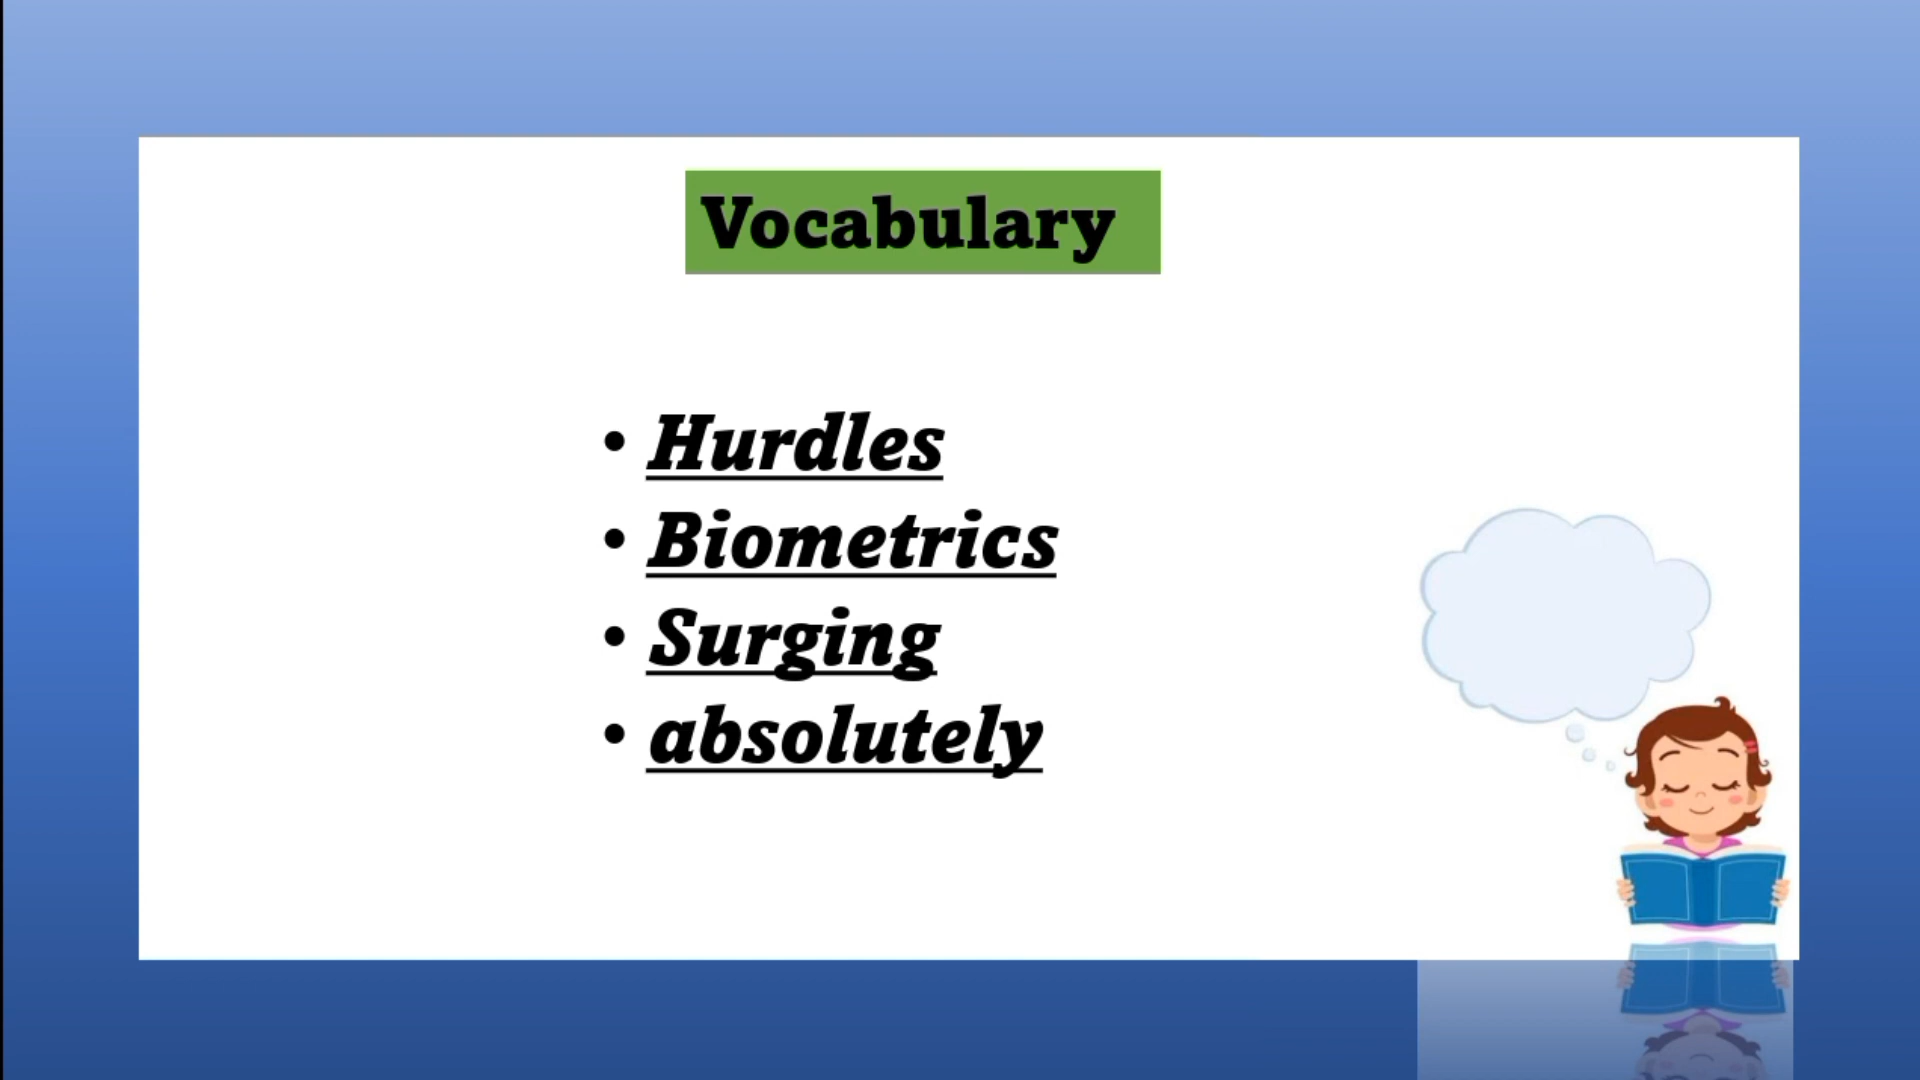 Vocabulary
• Hurdles
• Biometrics
• Surging
• absolutely